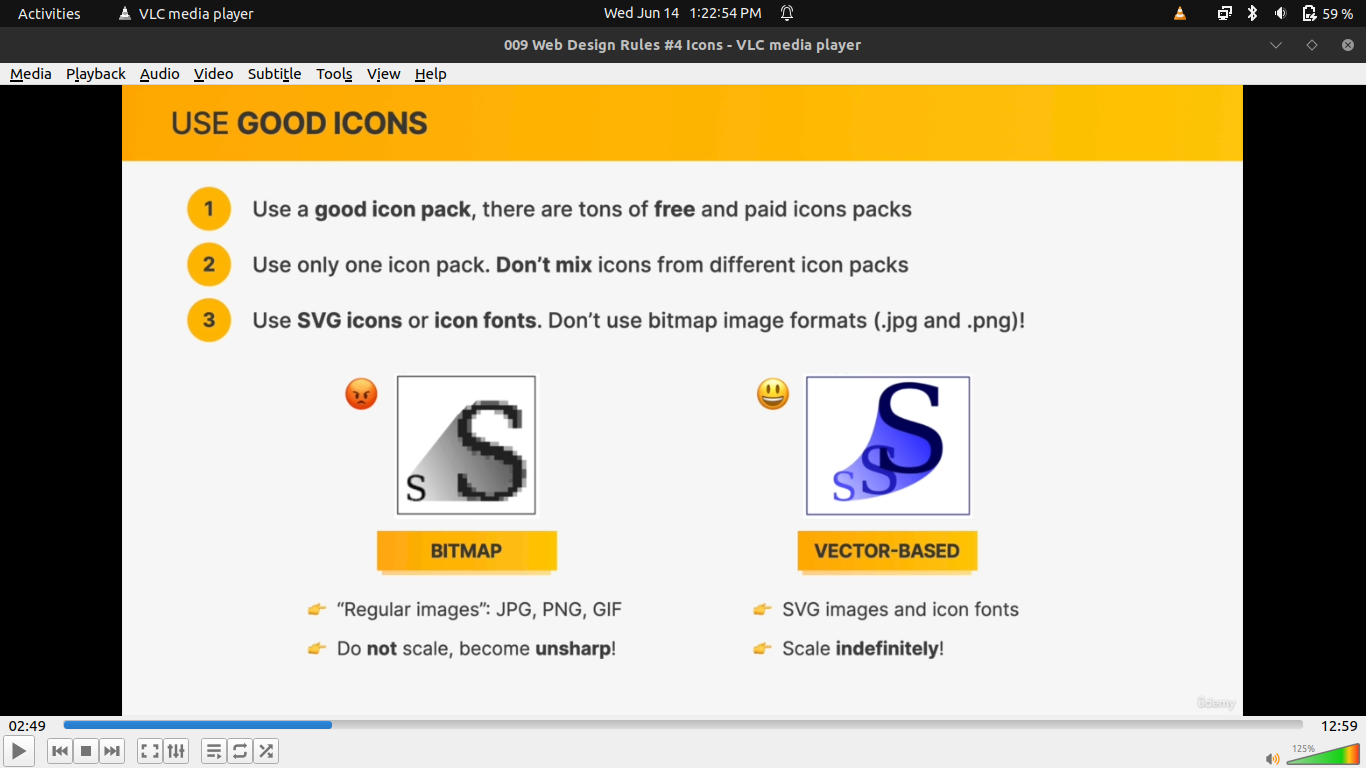 Activities VLC media player Wed Jun 14 1:22:54 PM 59 %
009 Web Design Rules #4 Icons - VLC media player
Media Playback Audio Video Subtitle Tools View Help
USE GOOD ICONS
1 Use a good icon pack, there are tons of free and paid icons packs
2 Use only one icon pack. Don’t mix icons from different icon packs
3 Use SVG icons or icon fonts. Don’t use bitmap image formats (.jpg and .png)!
S S
S S S
BITMAP
VECTOR-BASED
“Regular images”: JPG, PNG, GIF
Do not scale, become unsharp!
SVG images and icon fonts
Scale indefinitely!
ûdemy
02:49 12:59
125%